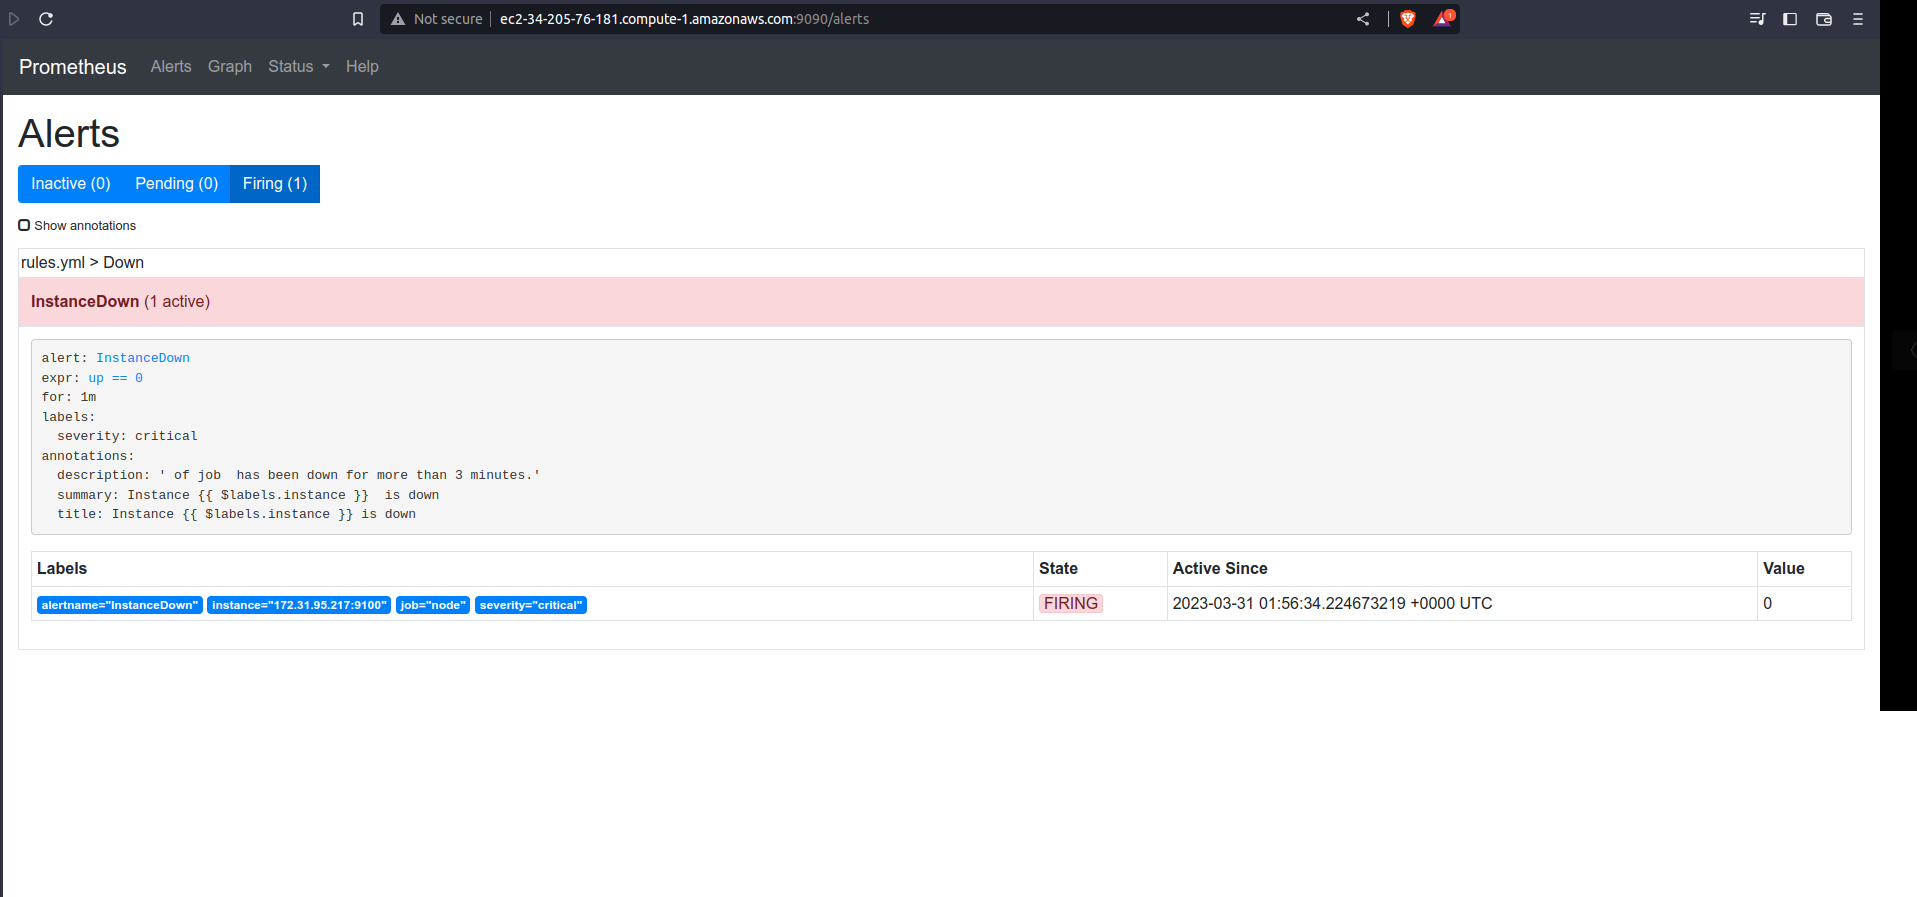 Not secure ec2-34-205-76-181.compute-1.amazonaws.com:9090/alerts 1
Prometheus Alerts Graph Status Help
Alerts
Inactive (0) Pending (0) Firing (1)
Show annotations
rules.yml > Down
InstanceDown (1 active)
alert: InstanceDown
expr: up == 0
for: 1m
labels:
severity: critical
annotations:
description: ' of job  has been down for more than 3 minutes.'
summary: Instance {{ $labels.instance }}  is down
title: Instance {{ $labels.instance }} is down
Labels State Active Since Value
alertname="InstanceDown" instance="172.31.95.217:9100" job="node" severity="critical" FIRING 2023-03-31 01:56:34.224673219 +0000 UTC 0